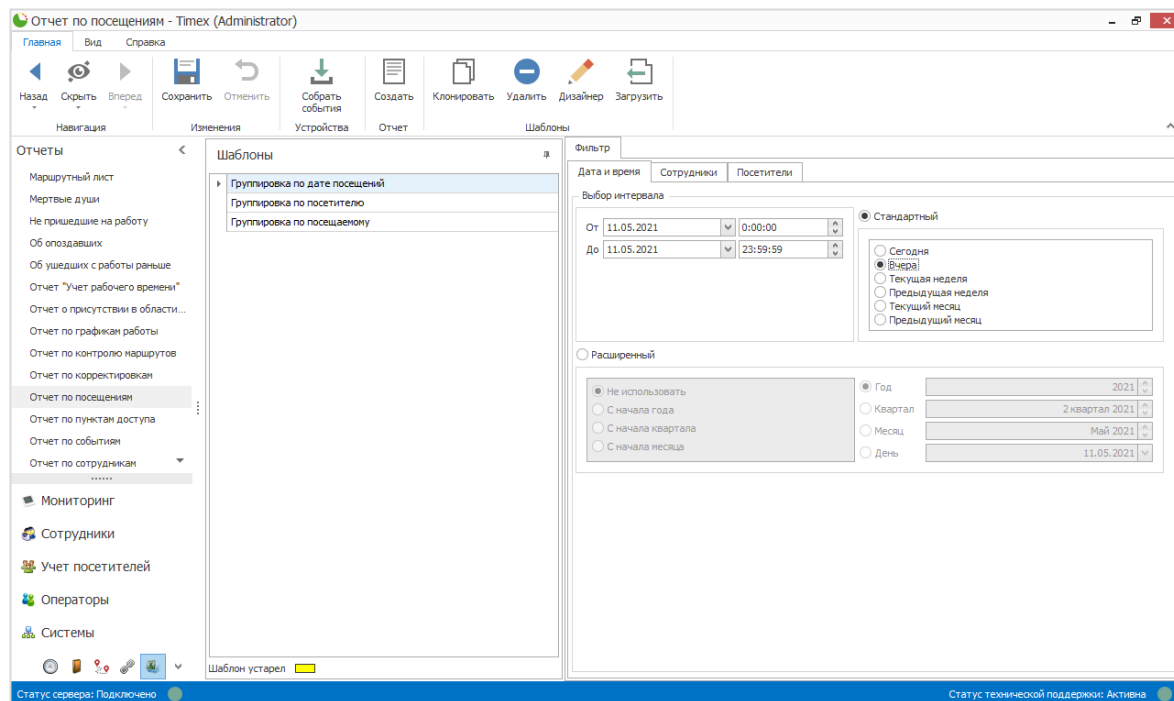 Отчет по посещениям - Timex (Administrator)
Главная Вид Справка
Назад Скрыть Вперед Сохранить Отменить Собрать события Создать Клонировать Удалить Дизайнер Загрузить
Навигация Изменения Устройства Отчет Шаблоны
Отчеты
Маршрутный лист
Мертвые души
Не пришедшие на работу
Об опоздавших
Об ушедших с работы раньше
Отчет "Учет рабочего времени"
Отчет о присутствии в области...
Отчет по графикам работы
Отчет по контролю маршрутов
Отчет по корректировкам
Отчет по посещениям
Отчет по пунктам доступа
Отчет по событиям
Отчет по сотрудникам
Мониторинг
Сотрудники
Учет посетителей
Операторы
Системы
Шаблоны
Группировка по дате посещений
Группировка по посетителю
Группировка по посещаемому
Шаблон устарел
Фильтр
Дата и время Сотрудники Посетители
Выбор интервала
От 11.05.2021 0:00:00
До 11.05.2021 23:59:59
Стандартный
Сегодня
Вчера
Текущая неделя
Предыдущая неделя
Текущий месяц
Предыдущий месяц
Расширенный
Не использовать
С начала года
С начала квартала
С начала месяца
Год 2021
Квартал 2 квартал 2021
Месяц Май 2021
День 11.05.2021
Статус сервера: Подключено
Статус технической поддержки: Активна